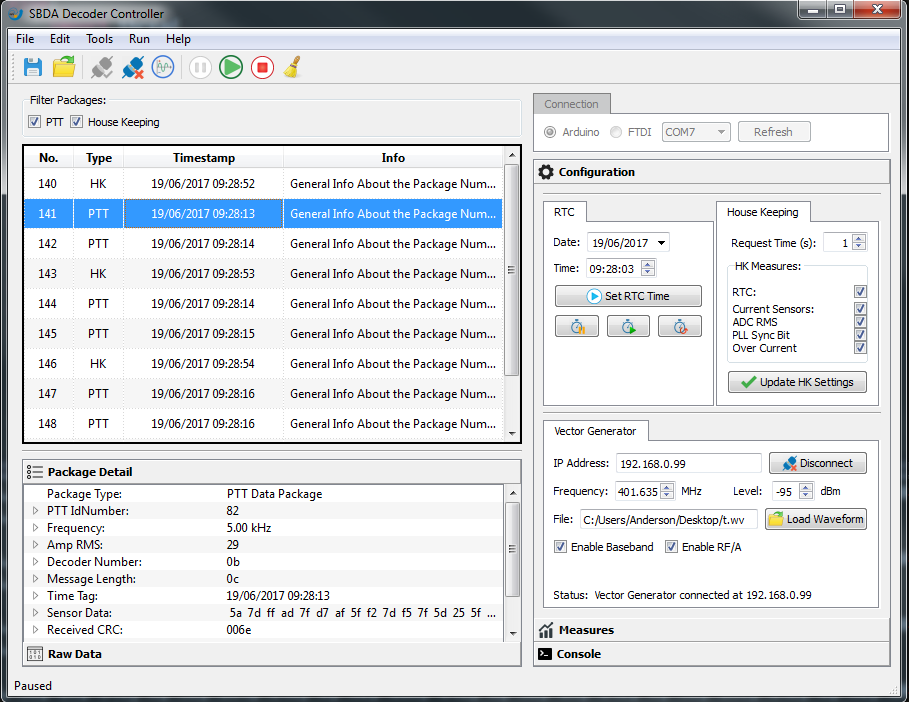 SBDA Decoder Controller
File Edit Tools Run Help
Filter Packages:
PTT House Keeping
No. Type Timestamp Info
140 HK 19/06/2017 09:28:52 General Info About the Package Num...
141 PTT 19/06/2017 09:28:13 General Info About the Package Num...
142 PTT 19/06/2017 09:28:14 General Info About the Package Num...
143 HK 19/06/2017 09:28:53 General Info About the Package Num...
144 PTT 19/06/2017 09:28:14 General Info About the Package Num...
145 PTT 19/06/2017 09:28:15 General Info About the Package Num...
146 HK 19/06/2017 09:28:54 General Info About the Package Num...
147 PTT 19/06/2017 09:28:16 General Info About the Package Num...
148 PTT 19/06/2017 09:28:16 General Info About the Package Num...
Package Detail
Package Type: PTT Data Package
PTT IdNumber: 82
Frequency: 5.00 kHz
Amp RMS: 29
Decoder Number: 0b
Message Length: 0c
Time Tag: 19/06/2017 09:28:13
Sensor Data: 5a 7d ff ad 7f d7 af 5f f2 7d f5 7f 5d 25 5f ...
Received CRC: 006e
Raw Data
Connection
Arduino FTDI COM7 Refresh
Configuration
RTC
Date: 19/06/2017
Time: 09:28:03
Set RTC Time
House Keeping
Request Time (s): 1
HK Measures:
RTC:
Current Sensors:
ADC RMS
PLL Sync Bit
Over Current
Update HK Settings
Vector Generator
IP Address: 192.168.0.99 Disconnect
Frequency: 401.635 MHz Level: -95 dBm
File: C:/Users/Anderson/Desktop/t.wv Load Waveform
Enable Baseband Enable RF/A
Status: Vector Generator connected at 192.168.0.99
Measures
Console
Paused